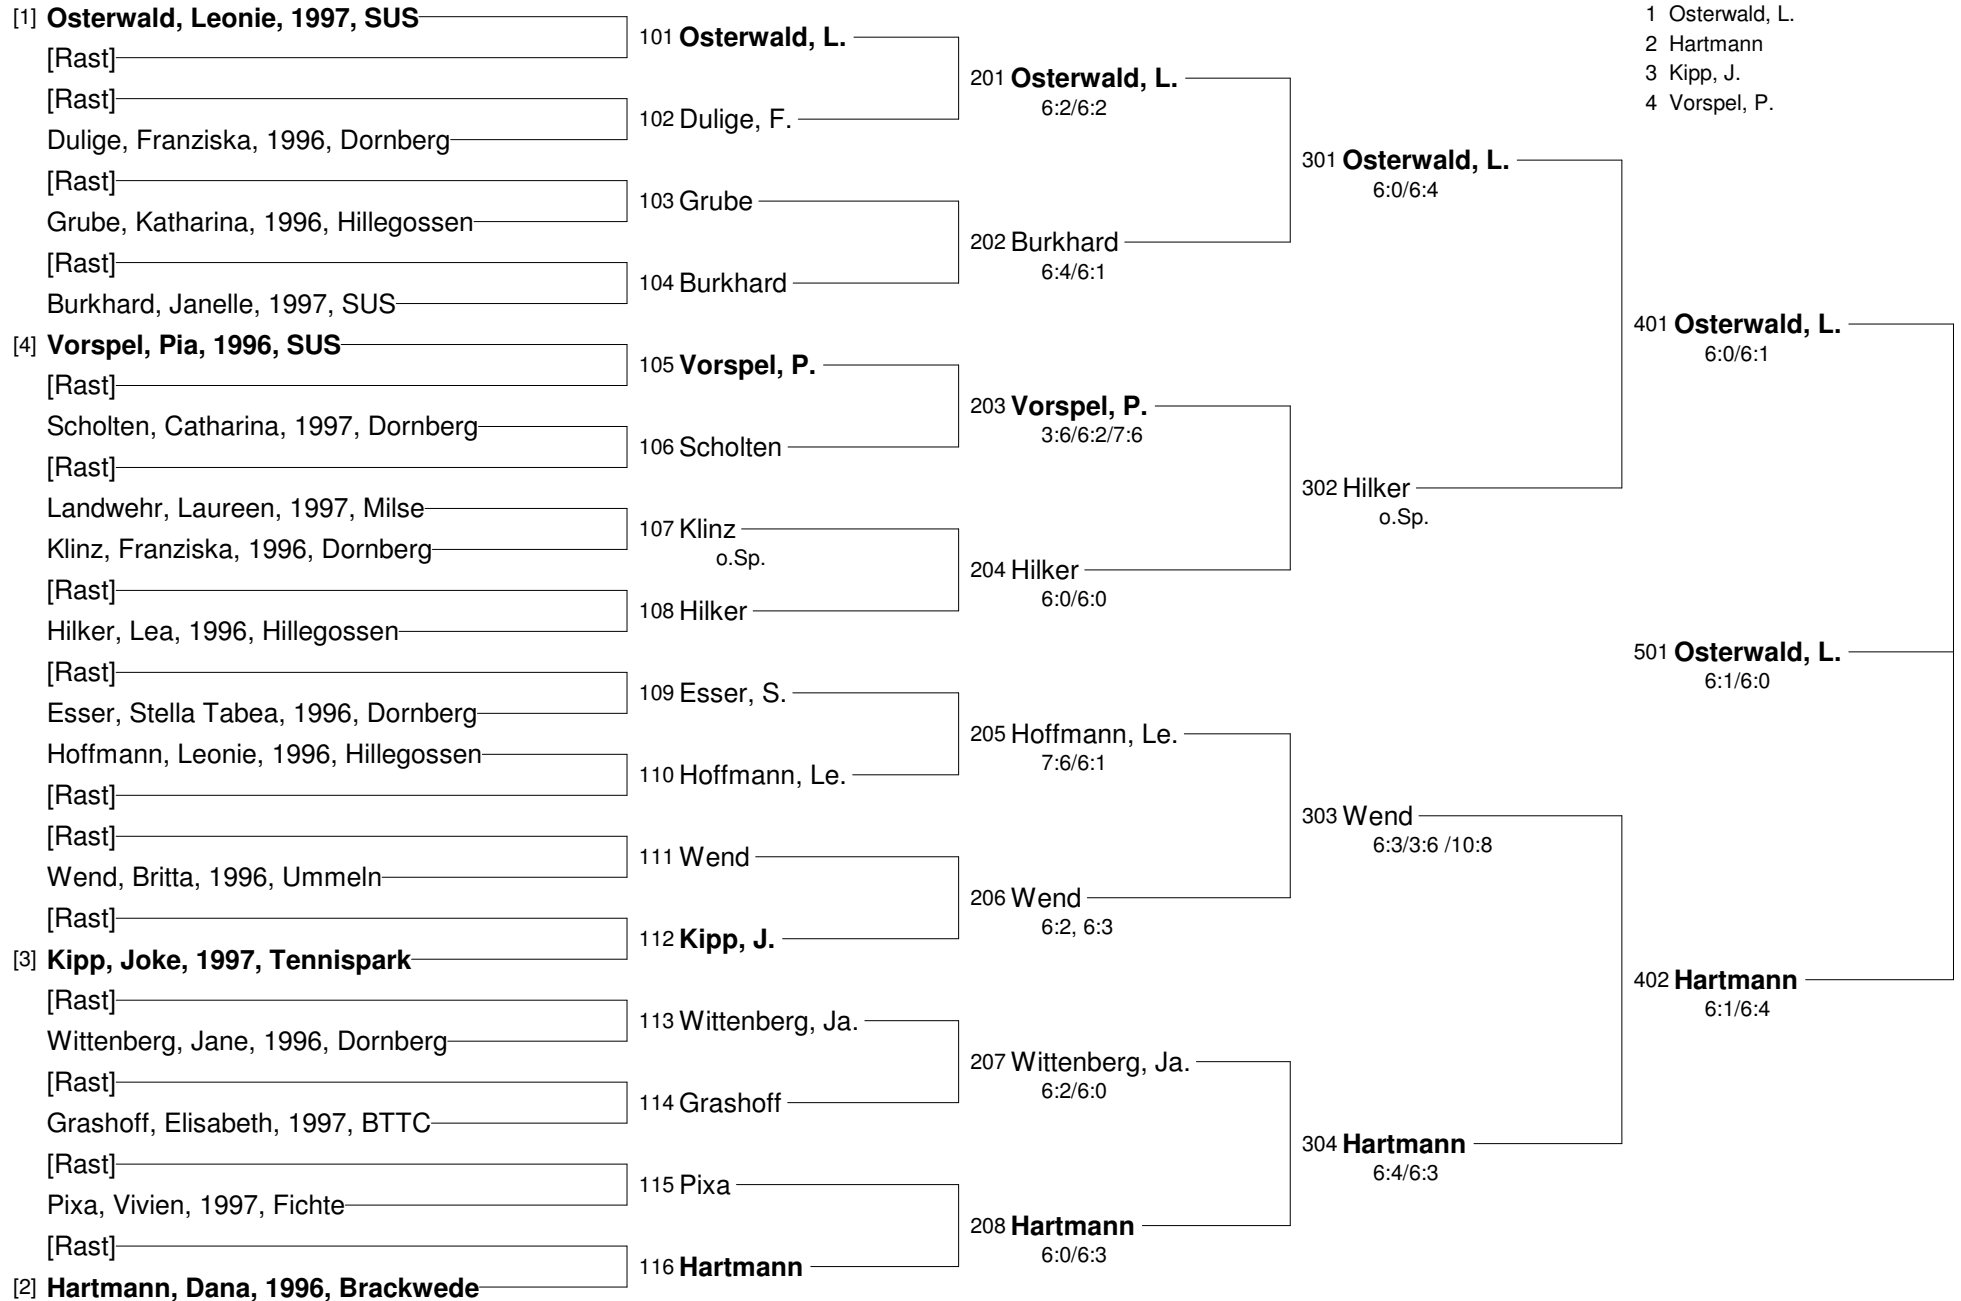 [1] Osterwald, Leonie, 1997, SUS
[Rast]
[Rast]
Dulige, Franziska, 1996, Dornberg
[Rast]
Grube, Katharina, 1996, Hillegossen
[Rast]
Burkhard, Janelle, 1997, SUS
[4] Vorspel, Pia, 1996, SUS
[Rast]
Scholten, Catharina, 1997, Dornberg
[Rast]
Landwehr, Laureen, 1997, Milse
Klinz, Franziska, 1996, Dornberg
[Rast]
Hilker, Lea, 1996, Hillegossen
[Rast]
Esser, Stella Tabea, 1996, Dornberg
Hoffmann, Leonie, 1996, Hillegossen
[Rast]
[Rast]
Wend, Britta, 1996, Ummeln
[Rast]
[3] Kipp, Joke, 1997, Tennispark
[Rast]
Wittenberg, Jane, 1996, Dornberg
[Rast]
Grashoff, Elisabeth, 1997, BTTC
[Rast]
Pixa, Vivien, 1997, Fichte
[Rast]
[2] Hartmann, Dana, 1996, Brackwede
101 Osterwald, L.
102 Dulige, F.
103 Grube
104 Burkhard
105 Vorspel, P.
106 Scholten
107 Klinz
o.Sp.
108 Hilker
109 Esser, S.
110 Hoffmann, Le.
111 Wend
112 Kipp, J.
113 Wittenberg, Ja.
114 Grashoff
115 Pixa
116 Hartmann
201 Osterwald, L.
6:2/6:2
202 Burkhard
6:4/6:1
203 Vorspel, P.
3:6/6:2/7:6
204 Hilker
6:0/6:0
205 Hoffmann, Le.
7:6/6:1
206 Wend
6:2, 6:3
207 Wittenberg, Ja.
6:2/6:0
208 Hartmann
6:0/6:3
301 Osterwald, L.
6:0/6:4
302 Hilker
o.Sp.
303 Wend
6:3/3:6 /10:8
304 Hartmann
6:4/6:3
1 Osterwald, L.
2 Hartmann
3 Kipp, J.
4 Vorspel, P.
401 Osterwald, L.
6:0/6:1
501 Osterwald, L.
6:1/6:0
402 Hartmann
6:1/6:4